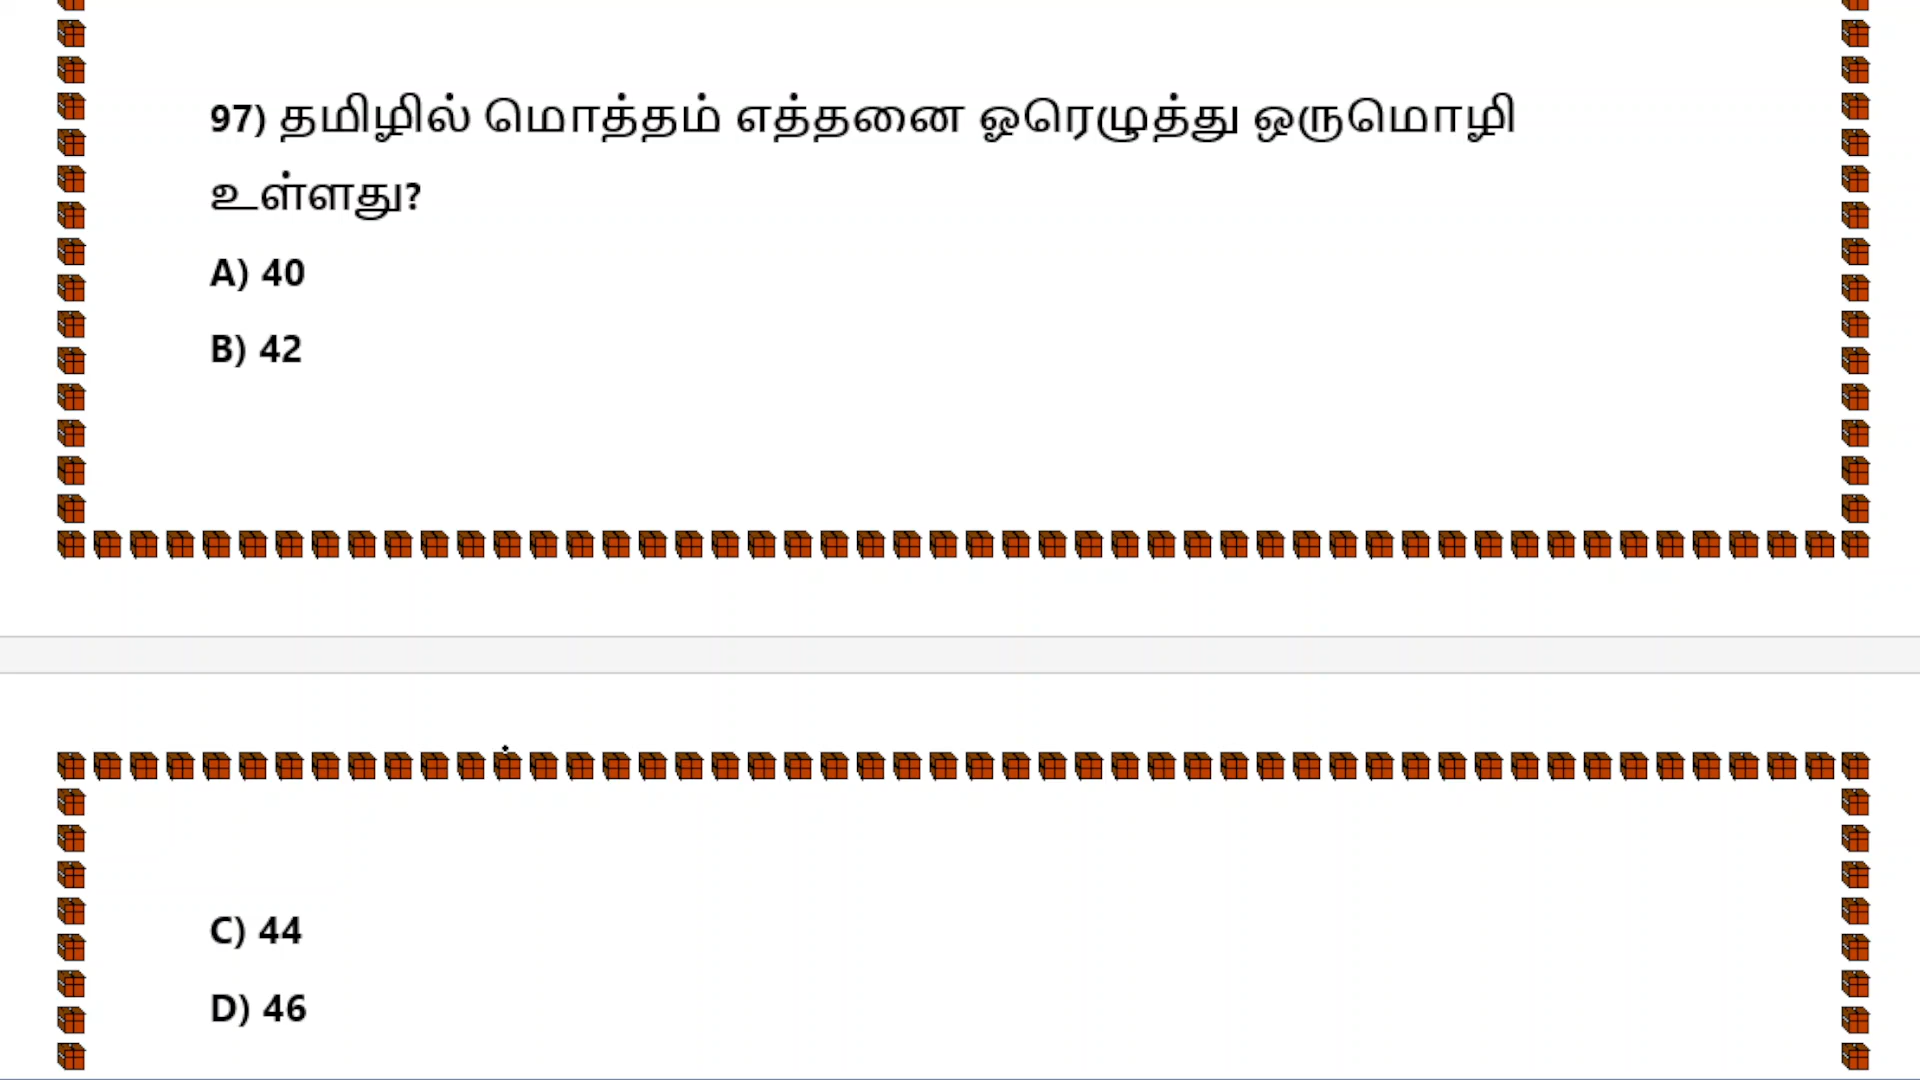 97) தமிழில் மொத்தம் எத்தனை ஓரெழுத்து ஒருமொழி
உள்ளது?
A) 40
B) 42
C) 44
D) 46